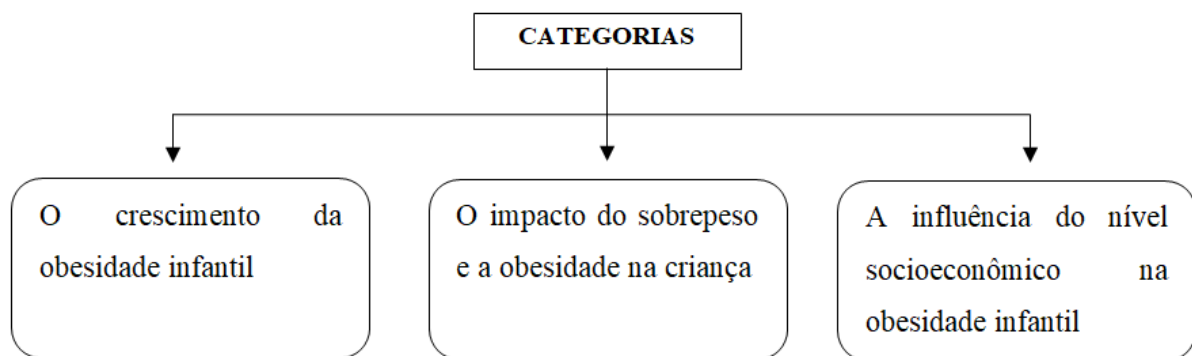 CATEGORIAS
O crescimento da
obesidade infantil
O impacto do sobrepeso
e a obesidade na criança
A influência do nível
socioeconômico na
obesidade infantil